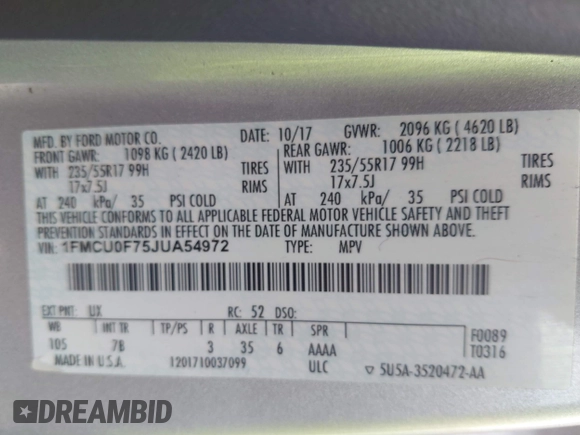 MFD. BY FORD MOTOR CO.
DATE: 10/17 GVWR: 2096 KG ( 4620 LB)
FRONT GAWR: 1098 KG ( 2420 LB)
REAR GAWR: 1006 KG ( 2218 LB)
WITH 235/55R17 99H TIRES
WITH 235/55R17 99H TIRES
17x7.5J RIMS
17x7.5J RIMS
AT 240 kPa/ 35 PSI COLD
AT 240 kPa/ 35 PSI COLD
THIS VEHICLE CONFORMS TO ALL APPLICABLE FEDERAL MOTOR VEHICLE SAFETY AND THEFT
PREVENTION STANDARDS IN EFFECT ON THE DATE OF MANUFACTURE SHOWN ABOVE.
VIN: 1FMCU0F75JUA54972 TYPE: MPV
EXT PNT: UX RC: 52 DSO:
WB INT TR TP/PS R AXLE TR SPR
105 7B 3 35 6 AAAA
F0089
T0316
MADE IN U.S.A. 1201710037099 ULC
▽ 5U5A-3520472-AA
DREAMBID